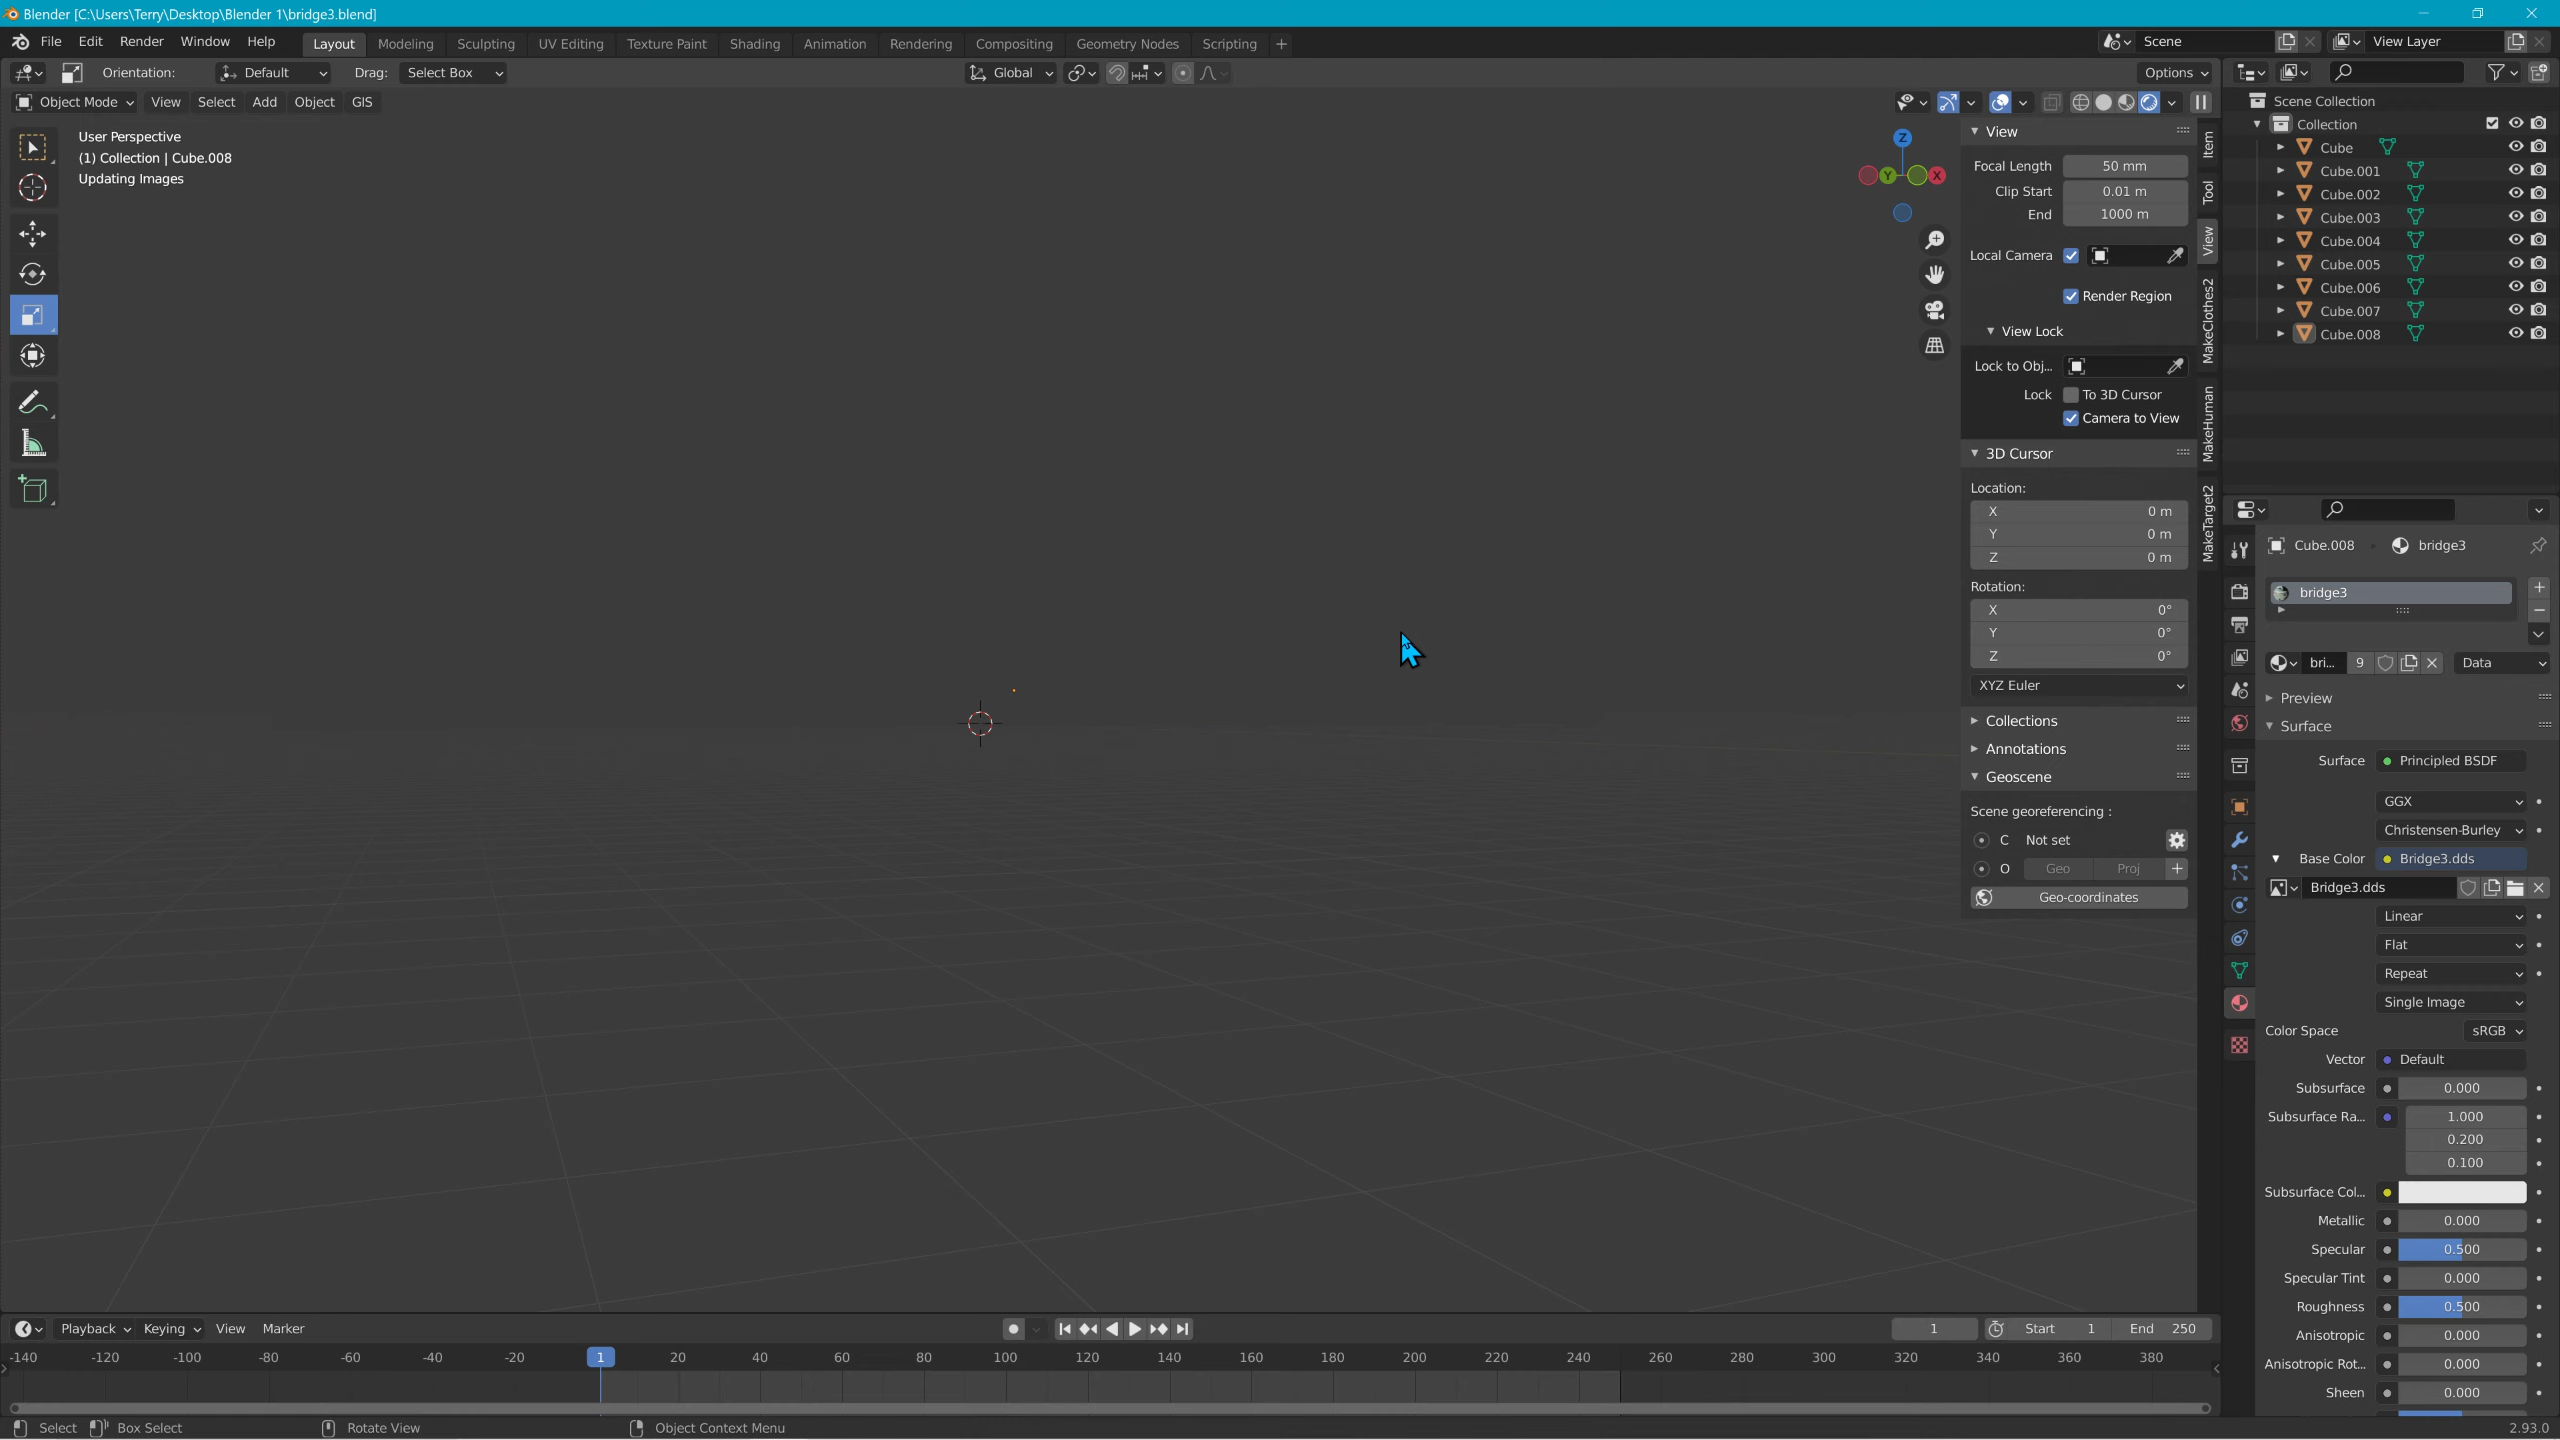 Blender [C:\Users\Terry\Desktop\Blender 1\bridge3.blend]
File Edit Render Window Help Layout Modeling Sculpting UV Editing Texture Paint Shading Animation Rendering Compositing Geometry Nodes Scripting + Scene View Layer
Orientation: Default Drag: Select Box Global Options
Object Mode View Select Add Object GIS
User Perspective
(1) Collection | Cube.008
Updating Images
Z
Y
X
View
Focal Length 50 mm
Clip Start 0.01 m
End 1000 m
Local Camera
Render Region
View Lock
Lock to Obj...
Lock To 3D Cursor
Camera to View
3D Cursor
Location:
X 0 m
Y 0 m
Z 0 m
Rotation:
X 0°
Y 0°
Z 0°
XYZ Euler
Collections
Annotations
Geoscene
Scene georeferencing :
C Not set
O Geo Proj +
Geo-coordinates
Item
Tool
View
MakeClothes2
MakeHuman
MakeTarget2
Scene Collection
Collection
Cube
Cube.001
Cube.002
Cube.003
Cube.004
Cube.005
Cube.006
Cube.007
Cube.008
Cube.008 bridge3
bridge3
bri... 9 Data
Preview
Surface
Surface Principled BSDF
GGX
Christensen-Burley
Base Color Bridge3.dds
Bridge3.dds
Linear
Flat
Repeat
Single Image
Color Space sRGB
Vector Default
Subsurface 0.000
Subsurface Ra... 1.000
0.200
0.100
Subsurface Col...
Metallic 0.000
Specular 0.500
Specular Tint 0.000
Roughness 0.500
Anisotropic 0.000
Anisotropic Rot... 0.000
Sheen 0.000
Playback Keying View Marker 1 Start 1 End 250
-140 -120 -100 -80 -60 -40 -20 1 20 40 60 80 100 120 140 160 180 200 220 240 260 280 300 320 340 360 380
Select Box Select Rotate View Object Context Menu 2.93.0